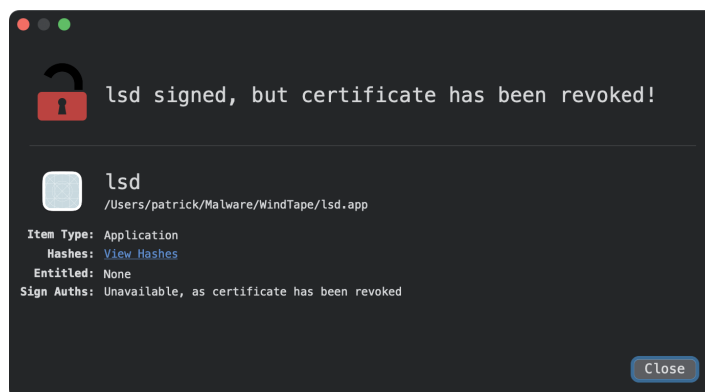 lsd signed, but certificate has been revoked!
lsd
/Users/patrick/Malware/WindTape/lsd.app
Item Type: Application
Hashes: View Hashes
Entitled: None
Sign Auths: Unavailable, as certificate has been revoked
Close